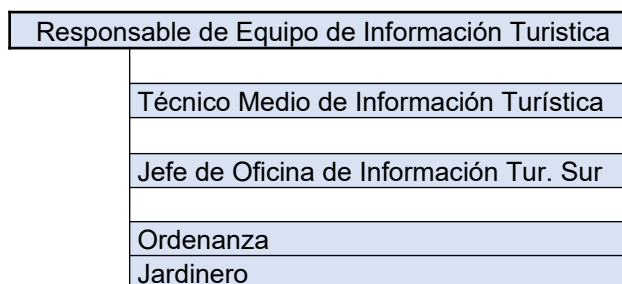 Responsable de Equipo de Información Turistica
Técnico Medio de Información Turística
Jefe de Oficina de Información Tur. Sur
Ordenanza
Jardinero